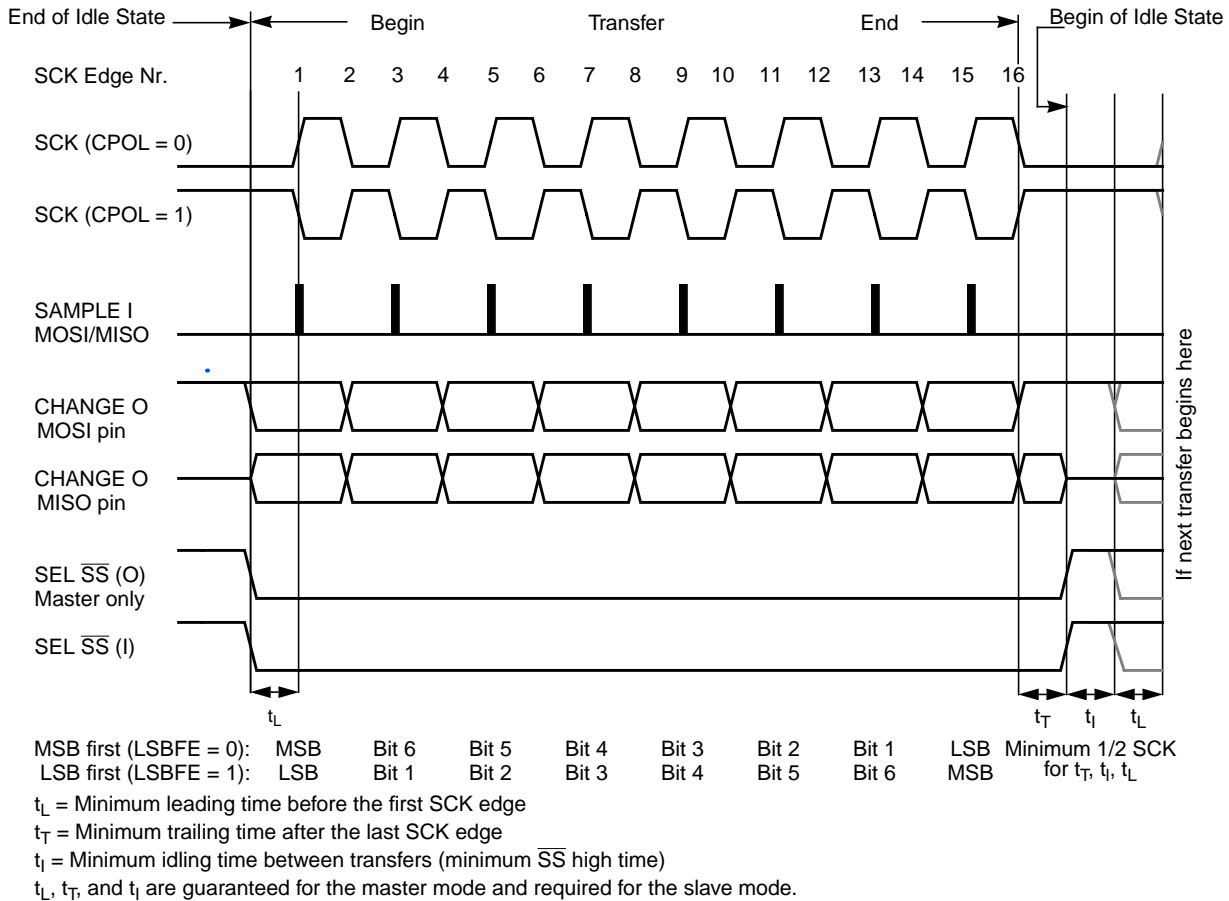 End of Idle State Begin Transfer End Begin of Idle State
SCK Edge Nr. 1 2 3 4 5 6 7 8 9 10 11 12 13 14 15 16
SCK (CPOL = 0)
SCK (CPOL = 1)
SAMPLE I
MOSI/MISO
CHANGE O
MOSI pin
CHANGE O
MISO pin
SEL S̅S̅ (O)
Master only
SEL S̅S̅ (I)
If next transfer begins here
tL tT tI tL
MSB first (LSBFE = 0): MSB Bit 6 Bit 5 Bit 4 Bit 3 Bit 2 Bit 1 LSB Minimum 1/2 SCK
LSB first (LSBFE = 1): LSB Bit 1 Bit 2 Bit 3 Bit 4 Bit 5 Bit 6 MSB for tT, tI, tL
tL = Minimum leading time before the first SCK edge
tT = Minimum trailing time after the last SCK edge
tI = Minimum idling time between transfers (minimum S̅S̅ high time)
tL, tT, and tI are guaranteed for the master mode and required for the slave mode.